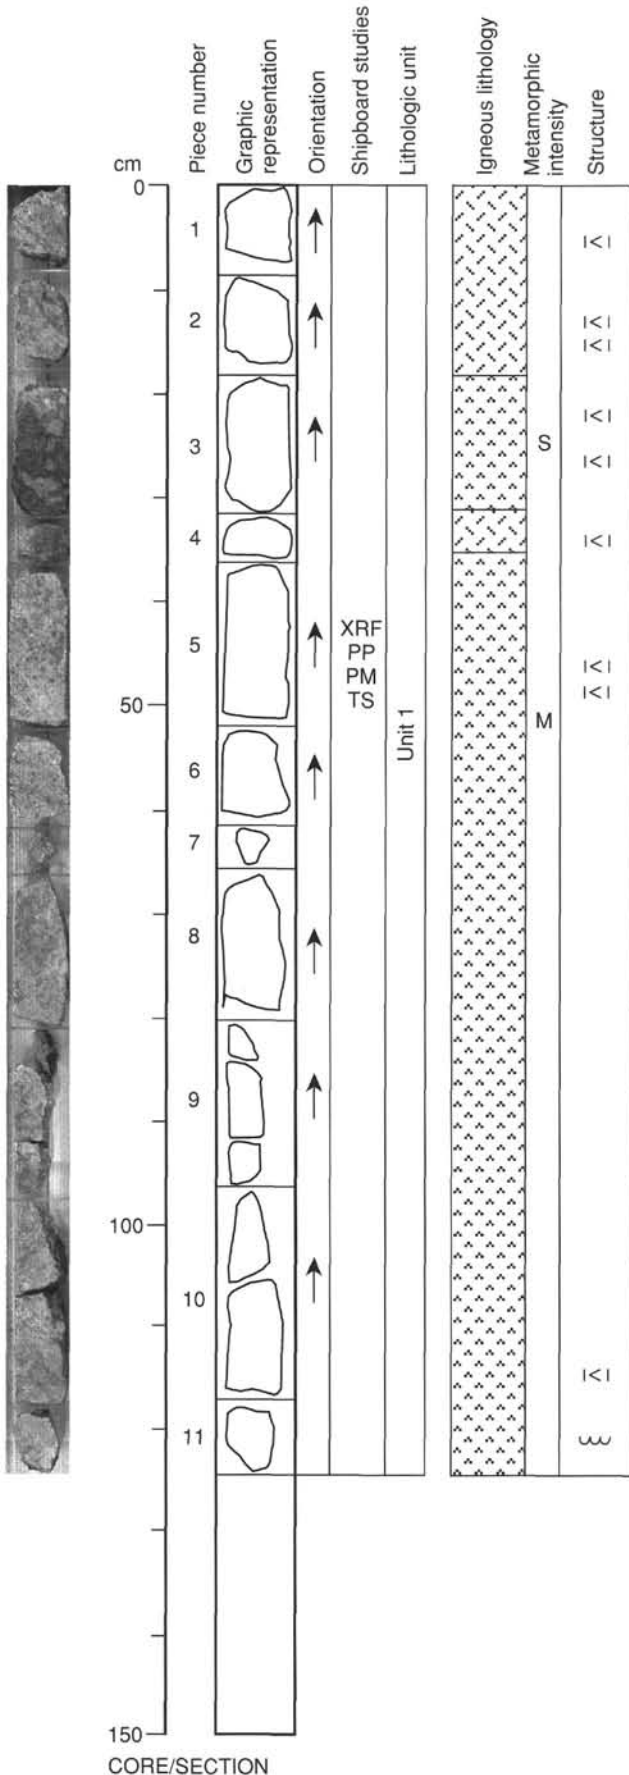 cm
Piece number
Graphic representation
Orientation
Shipboard studies
Lithologic unit
Igneous lithology
Metamorphic intensity
Structure
0
1
2
3
S
4
5
XRF
PP
PM
TS
50
M
Unit 1
6
7
8
9
100
10
11
150
CORE/SECTION